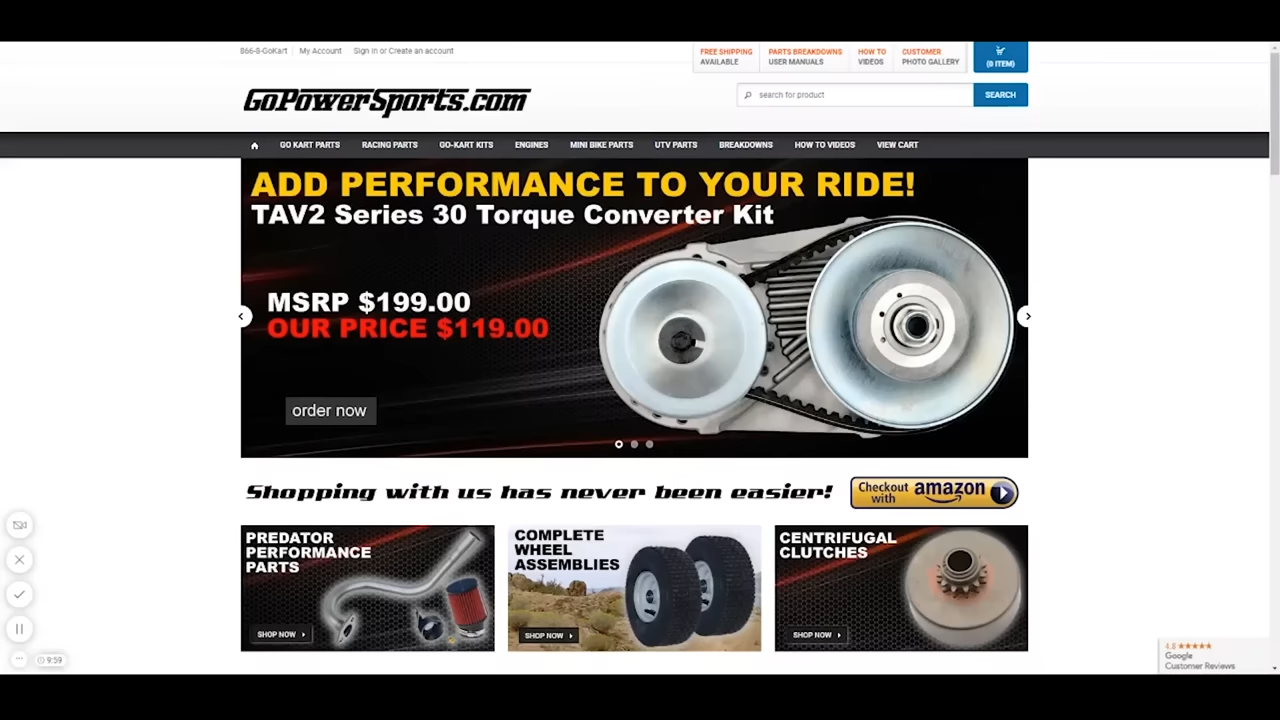 866-8-GoKart My Account Sign in or Create an account
FREE SHIPPING AVAILABLE
PARTS BREAKDOWNS USER MANUALS
HOW TO VIDEOS
CUSTOMER PHOTO GALLERY
(0 ITEM)
GoPowerSports.com
search for product
SEARCH
GO KART PARTS RACING PARTS GO-KART KITS ENGINES MINI BIKE PARTS UTV PARTS BREAKDOWNS HOW TO VIDEOS VIEW CART
ADD PERFORMANCE TO YOUR RIDE!
TAV2 Series 30 Torque Converter Kit
MSRP $199.00
OUR PRICE $119.00
order now
Shopping with us has never been easier!
Checkout with amazon
PREDATOR
PERFORMANCE
PARTS
SHOP NOW
COMPLETE
WHEEL
ASSEMBLIES
SHOP NOW
CENTRIFUGAL
CLUTCHES
SHOP NOW
9:59
4.8
Google
Customer Reviews